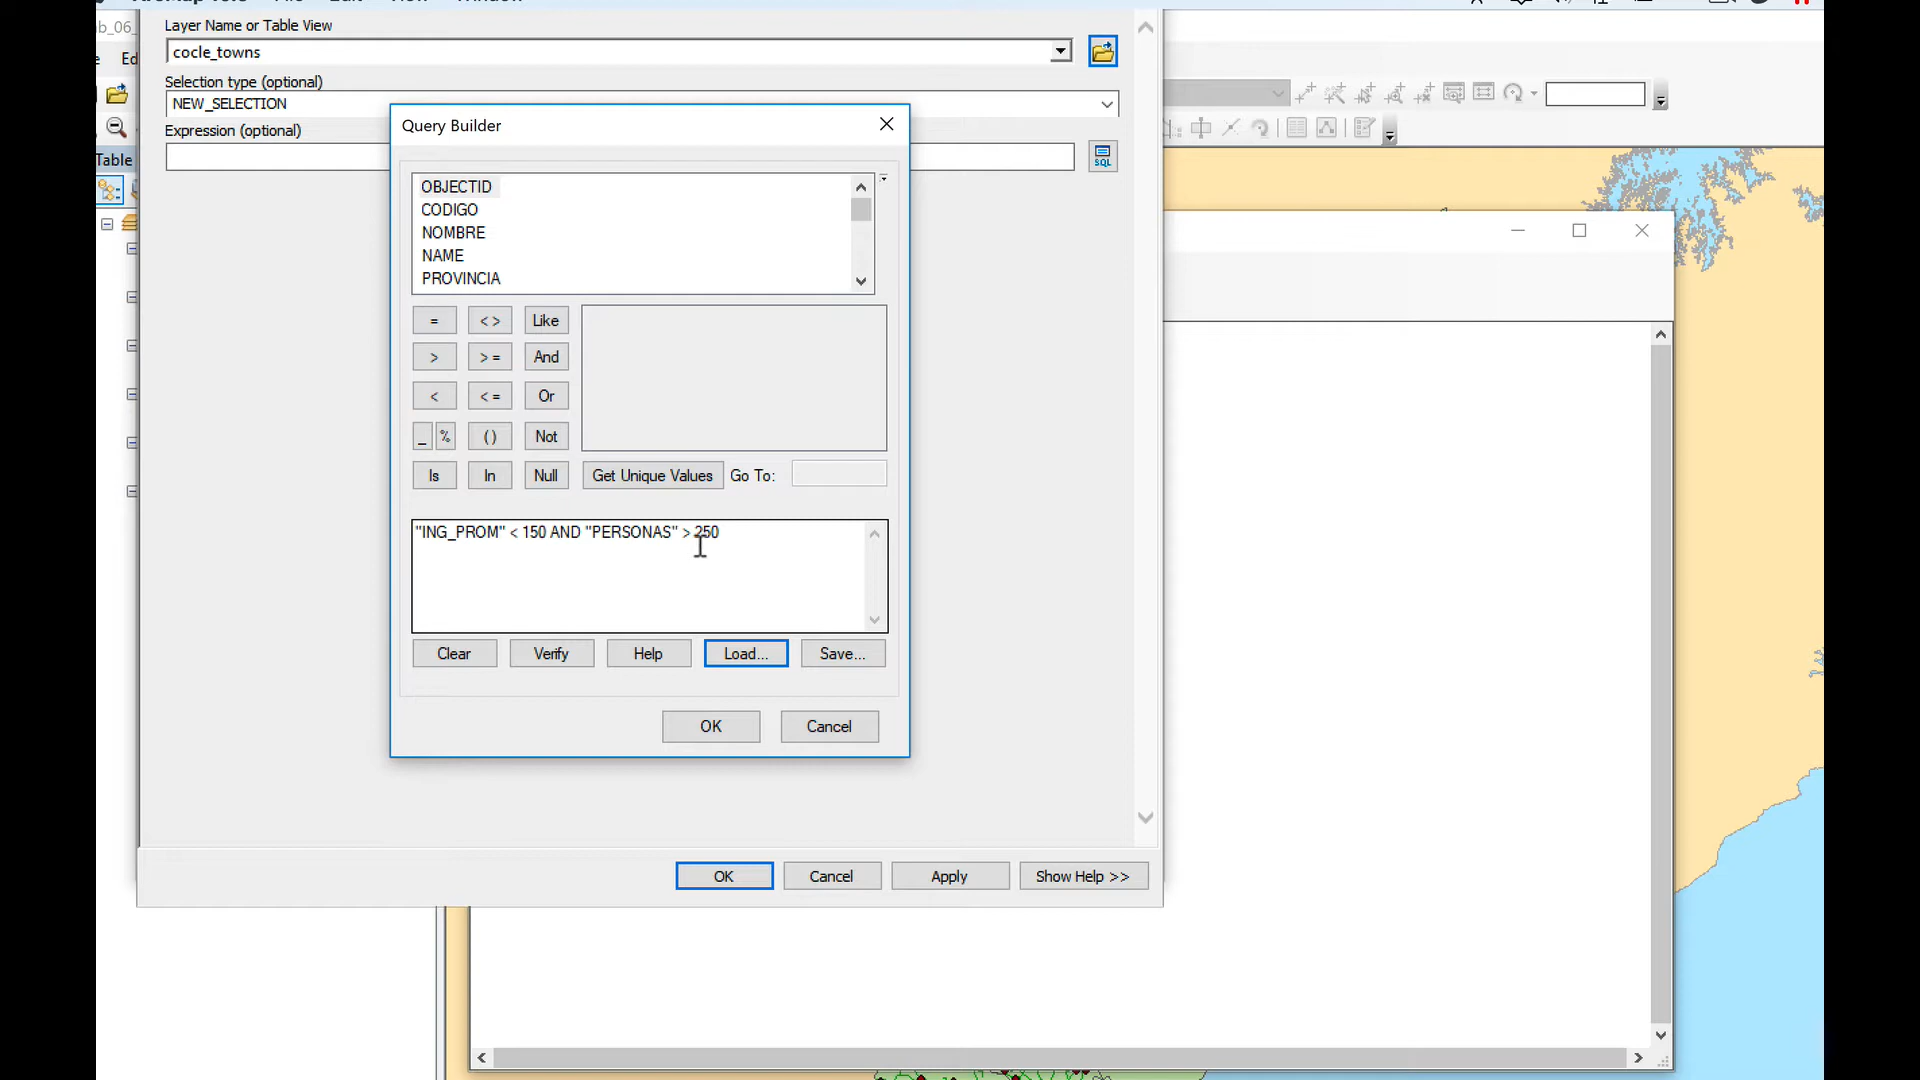 Layer Name or Table View
cocle_towns
Selection type (optional)
NEW_SELECTION
Expression (optional)
SQL
Table
Query Builder
OBJECTID
CODIGO
NOMBRE
NAME
PROVINCIA
= <> Like
> >= And
< <= Or
_ % () Not
Is In Null Get Unique Values Go To:
"ING_PROM" < 150 AND "PERSONAS" > 250
Clear Verify Help Load... Save...
OK Cancel
OK Cancel Apply Show Help >>